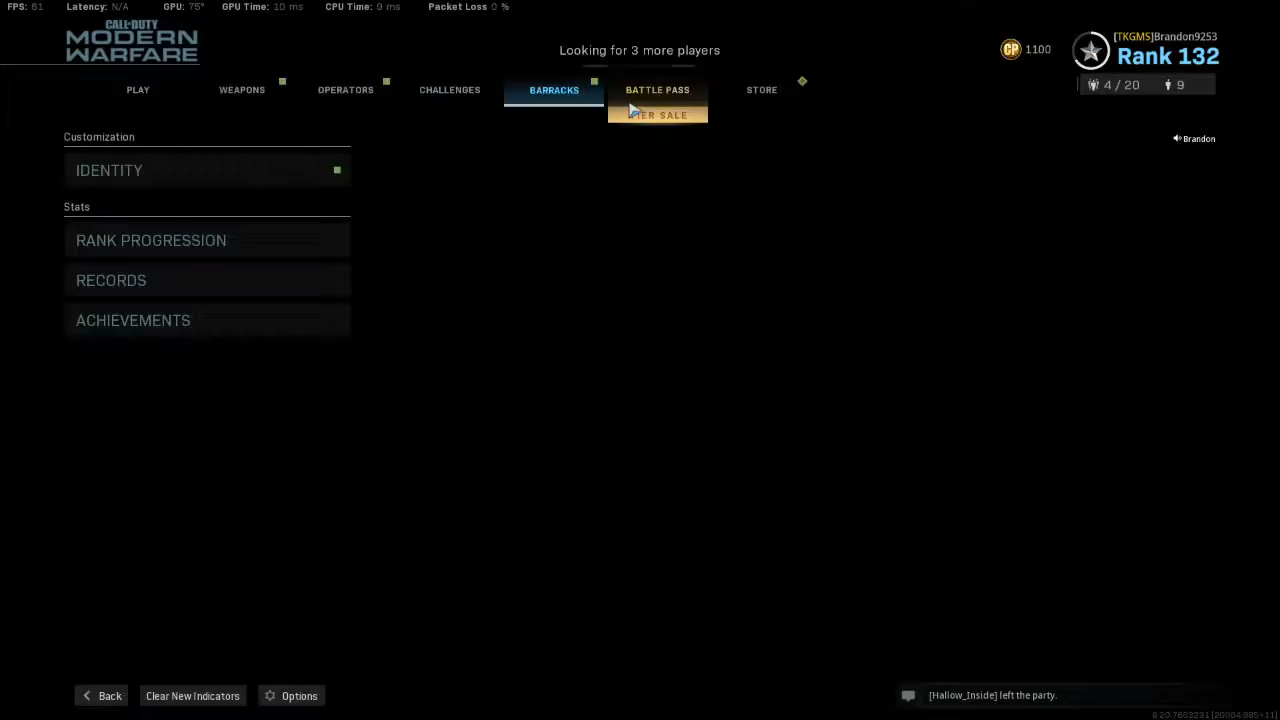 FPS: 61 Latency: N/A GPU: 75° GPU Time: 10 ms CPU Time: 9 ms Packet Loss 0 %
CALL·DUTY
MODERN
WARFARE
Looking for 3 more players
CP 1100
[TKGMS]Brandon9253
Rank 132
4 / 20 9
PLAY WEAPONS OPERATORS CHALLENGES BARRACKS BATTLE PASS STORE
SALE
Brandon
Customization
IDENTITY
Stats
RANK PROGRESSION
RECORDS
ACHIEVEMENTS
Back Clear New Indicators Options
[Hallow_Inside] left the party.